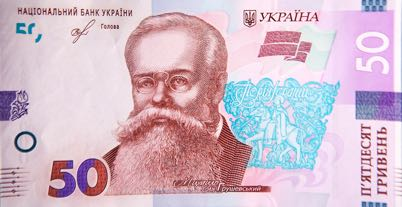 НАЦІОНАЛЬНИЙ БАНК УКРАЇНИ
Голова
УКРАЇНА
50
50
П'ЯТДЕСЯТ
ГРИВЕНЬ
Грушевський